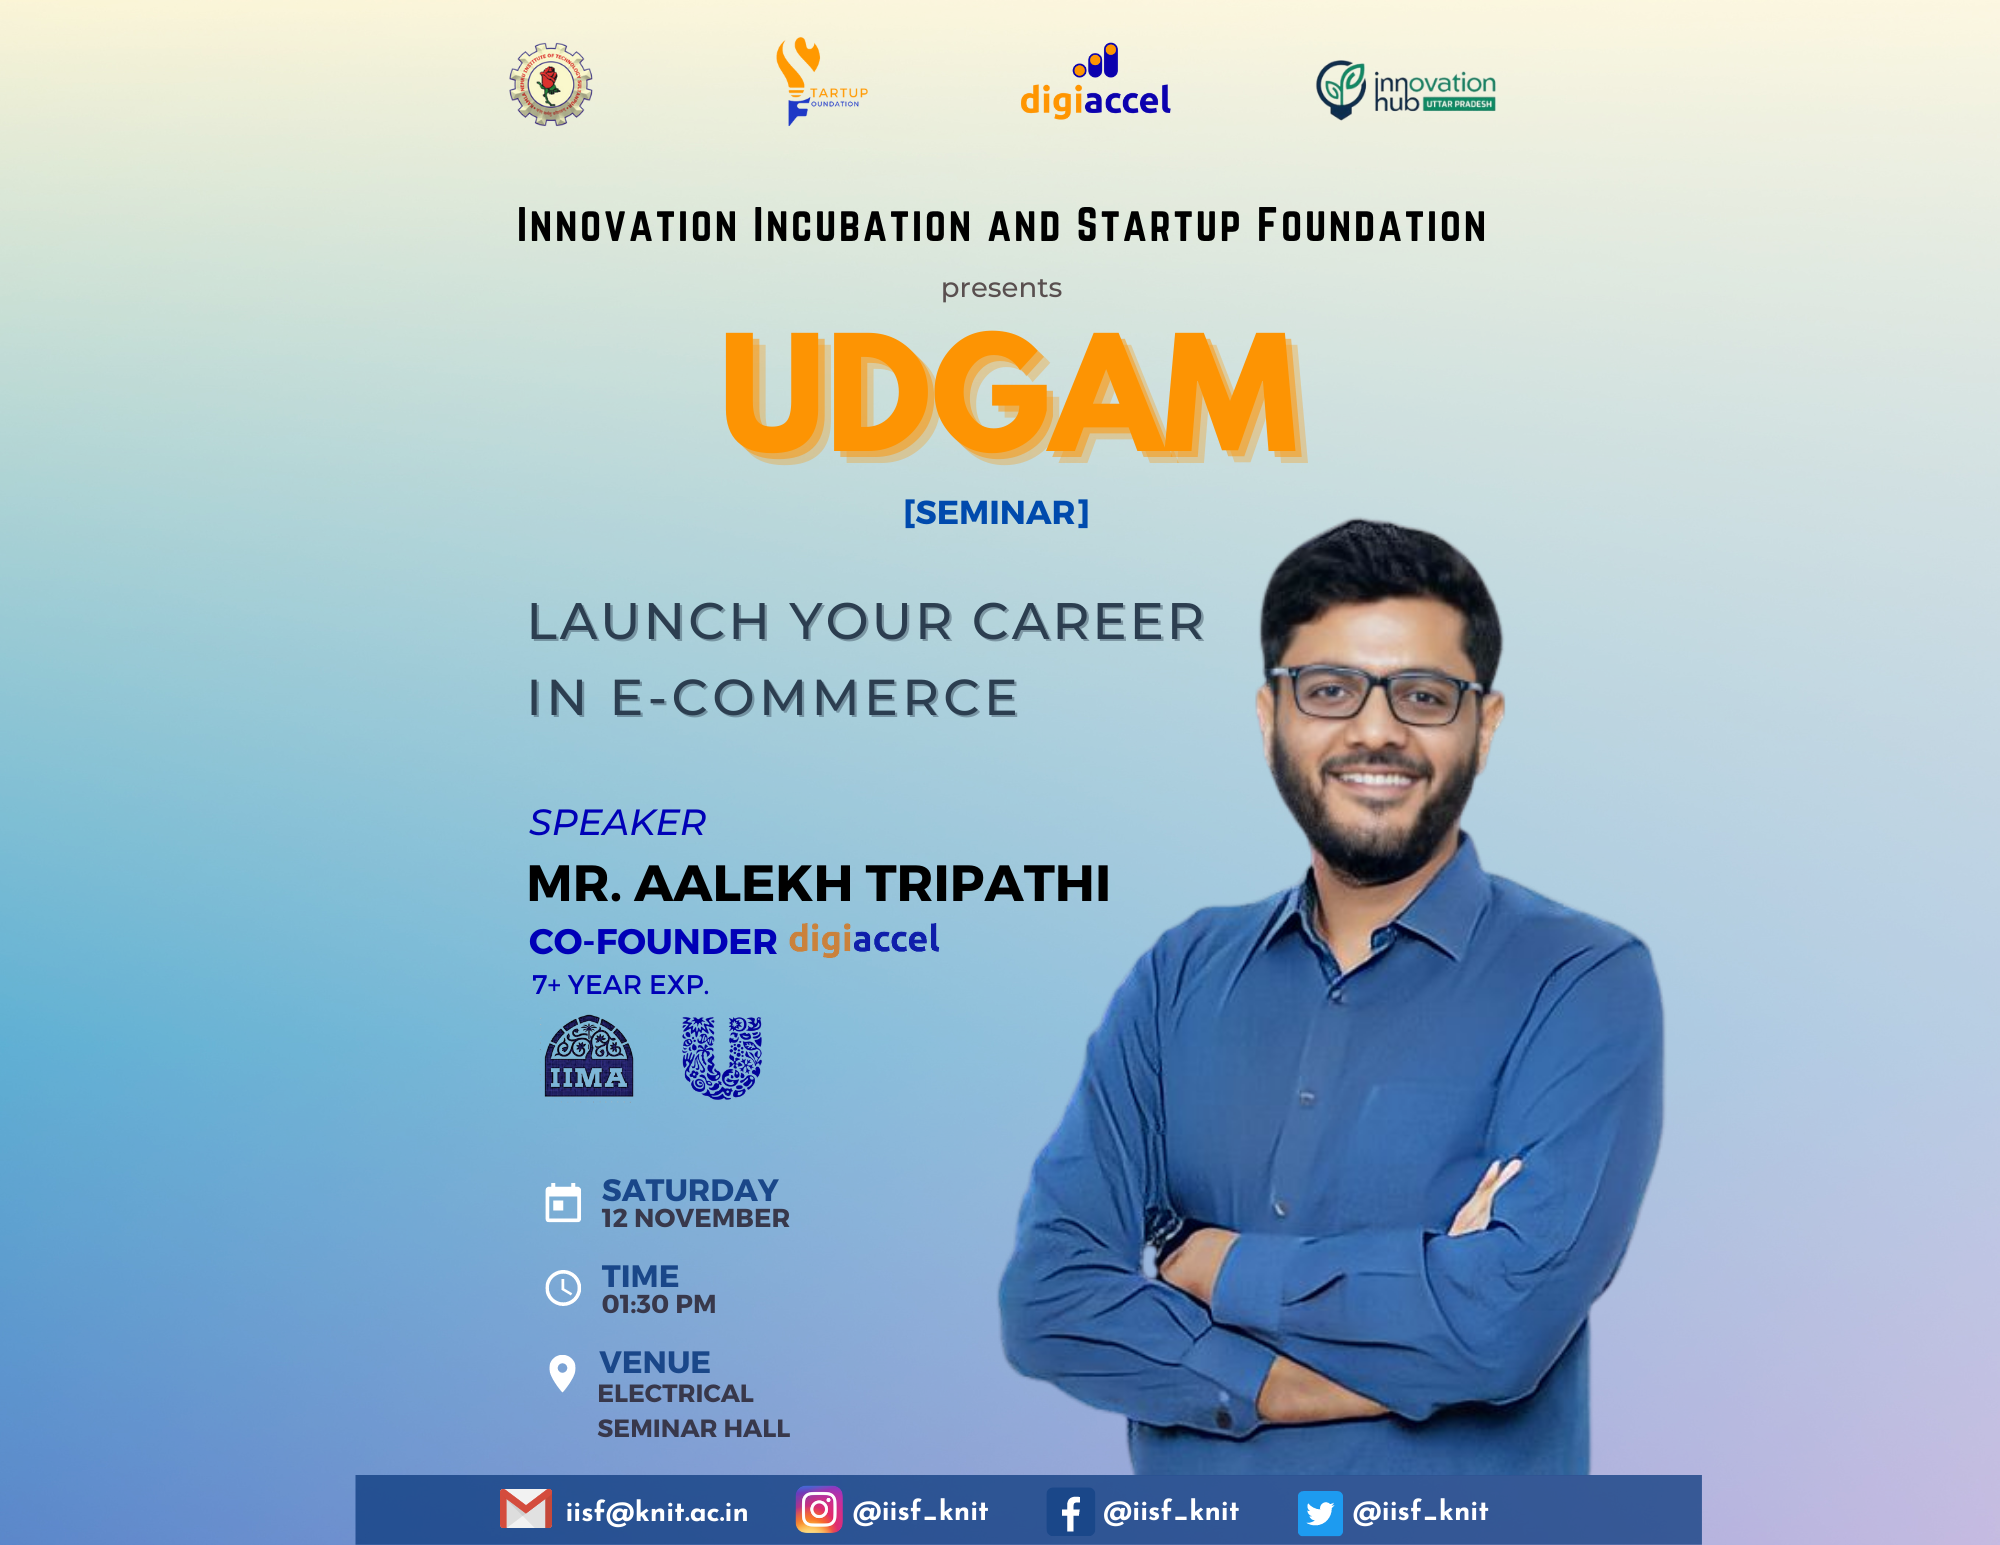 TARTUP
OUNDATION
digiaccel
innovation
hub UTTAR PRADESH
INNOVATION INCUBATION AND STARTUP FOUNDATION
presents
UDGAM
[SEMINAR]
LAUNCH YOUR CAREER
IN E-COMMERCE
SPEAKER
MR. AALEKH TRIPATHI
CO-FOUNDER digiaccel
7+ YEAR EXP.
IIMA
SATURDAY
12 NOVEMBER
TIME
01:30 PM
VENUE
ELECTRICAL
SEMINAR HALL
iisf@knit.ac.in @iisf_knit @iisf_knit @iisf_knit